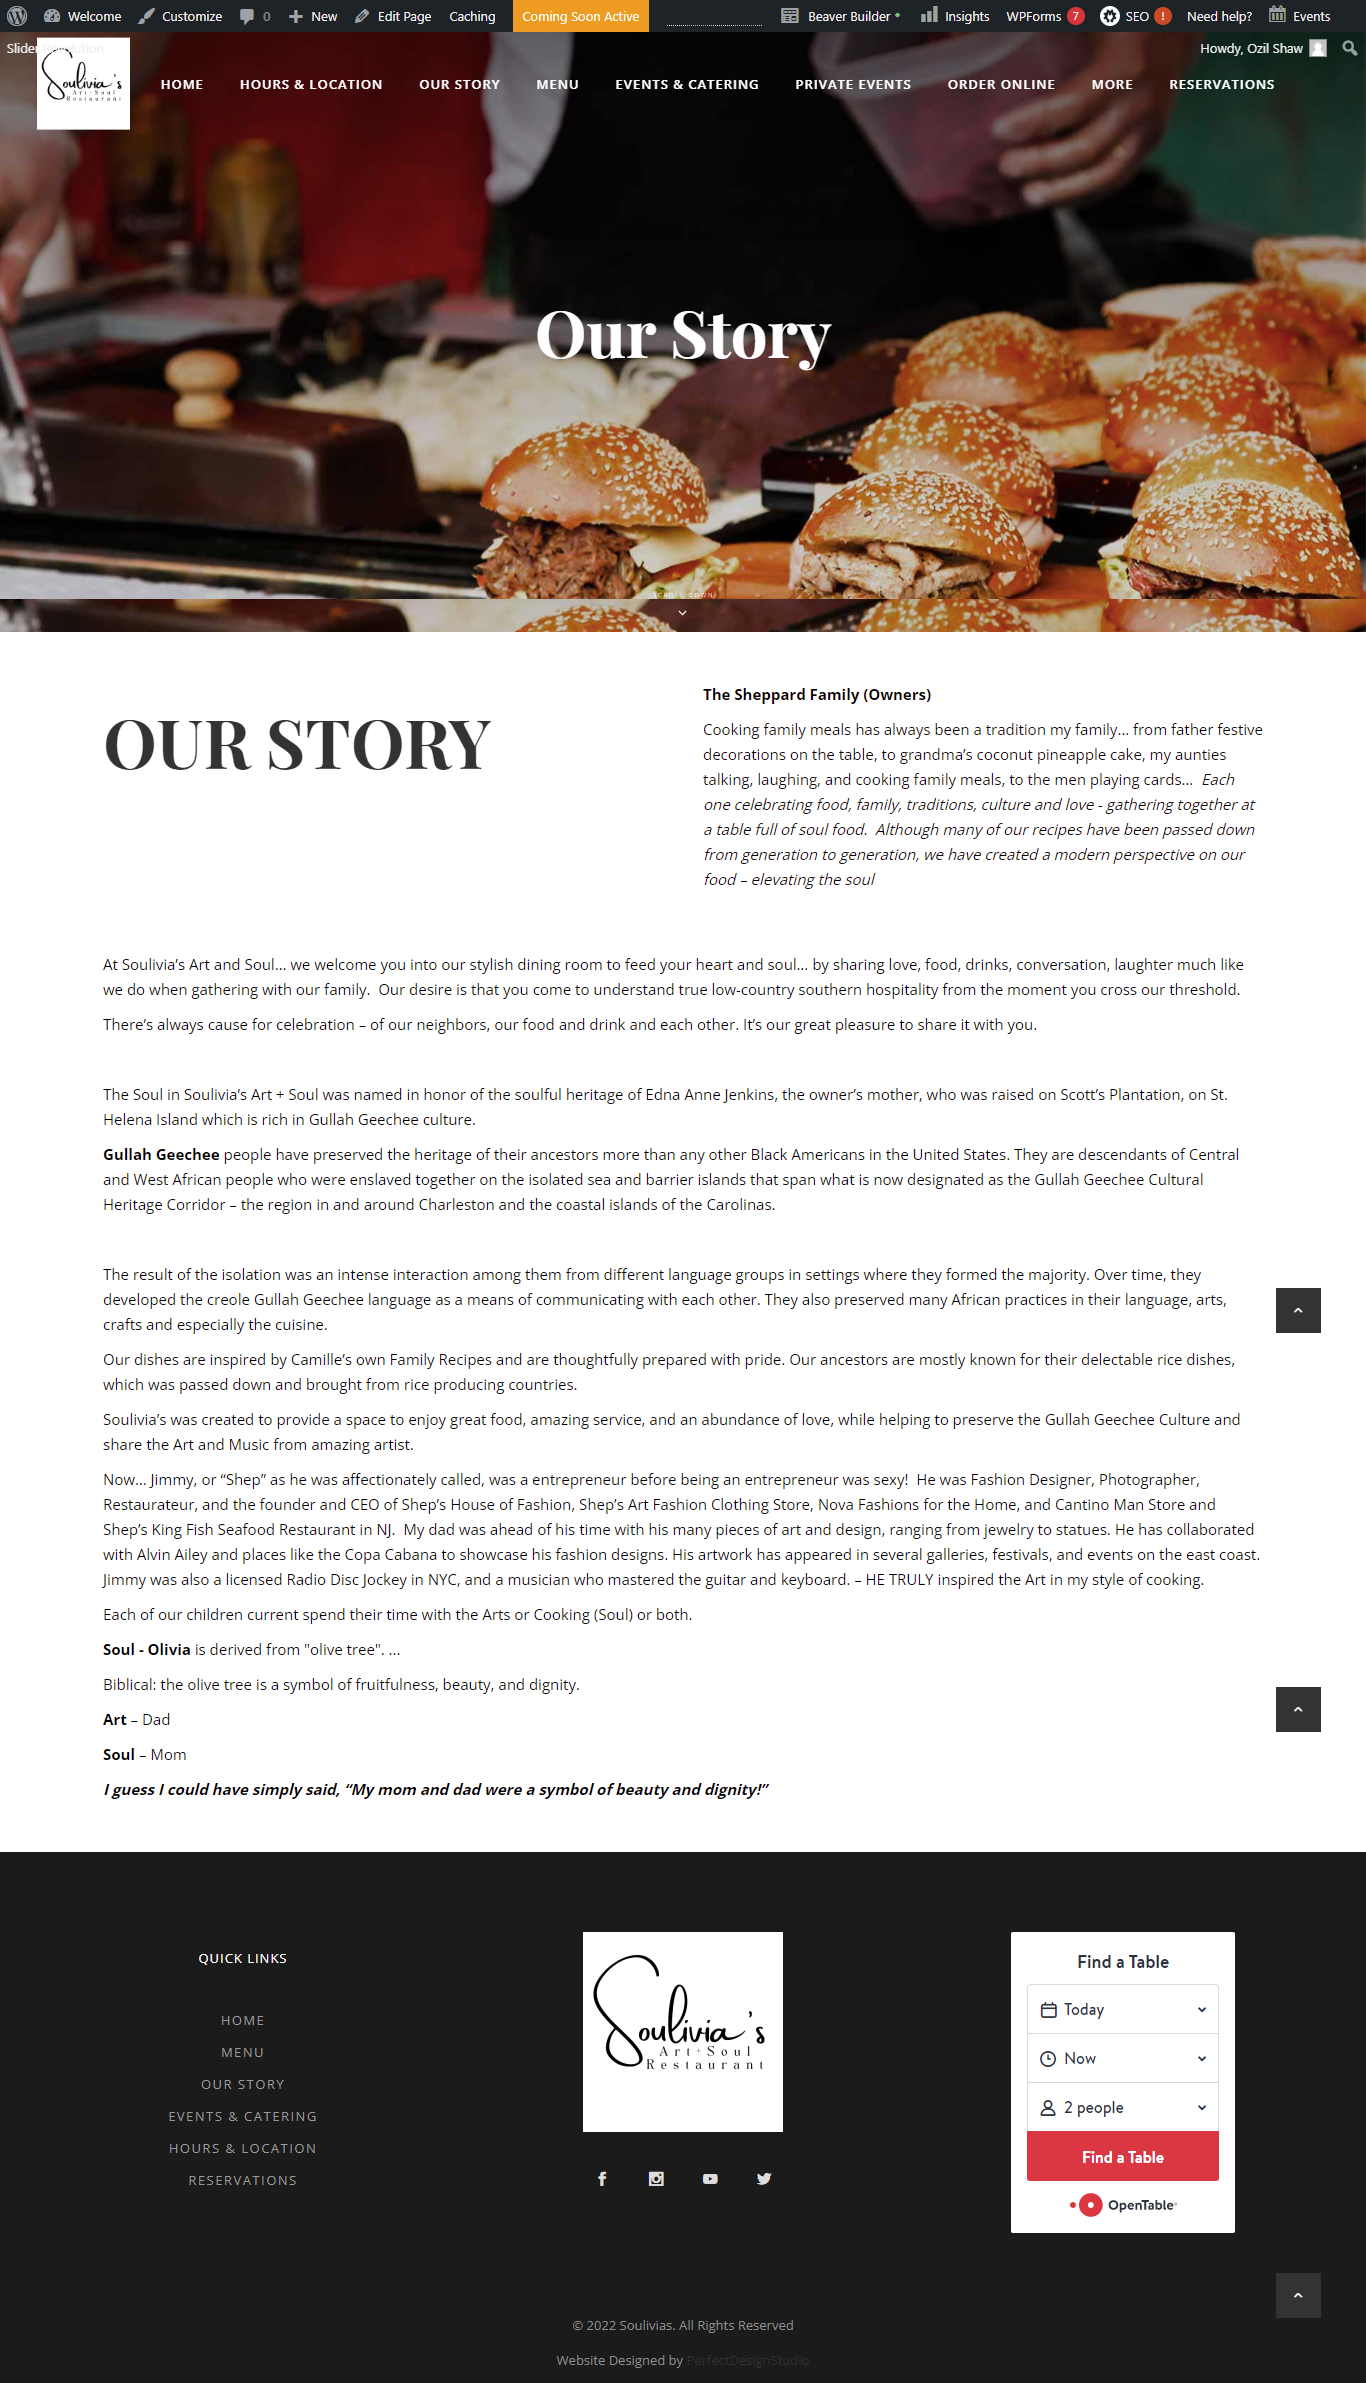 Welcome Customize 0 New Edit Page Caching Coming Soon Active Beaver Builder Insights WPForms 7 SEO ! Need help? Events
Slider Revolution Howdy, Ozil Shaw
Soulivia's
Art+Soul
Restaurant
HOME HOURS & LOCATION OUR STORY MENU EVENTS & CATERING PRIVATE EVENTS ORDER ONLINE MORE RESERVATIONS
Our Story
SCROLL DOWN
OUR STORY
The Sheppard Family (Owners)
Cooking family meals has always been a tradition my family... from father festive
decorations on the table, to grandma’s coconut pineapple cake, my aunties
talking, laughing, and cooking family meals, to the men playing cards... Each
one celebrating food, family, traditions, culture and love - gathering together at
a table full of soul food. Although many of our recipes have been passed down
from generation to generation, we have created a modern perspective on our
food – elevating the soul
At Soulivia’s Art and Soul... we welcome you into our stylish dining room to feed your heart and soul... by sharing love, food, drinks, conversation, laughter much like
we do when gathering with our family. Our desire is that you come to understand true low-country southern hospitality from the moment you cross our threshold.
There’s always cause for celebration – of our neighbors, our food and drink and each other. It’s our great pleasure to share it with you.
The Soul in Soulivia’s Art + Soul was named in honor of the soulful heritage of Edna Anne Jenkins, the owner’s mother, who was raised on Scott’s Plantation, on St.
Helena Island which is rich in Gullah Geechee culture.
Gullah Geechee people have preserved the heritage of their ancestors more than any other Black Americans in the United States. They are descendants of Central
and West African people who were enslaved together on the isolated sea and barrier islands that span what is now designated as the Gullah Geechee Cultural
Heritage Corridor – the region in and around Charleston and the coastal islands of the Carolinas.
The result of the isolation was an intense interaction among them from different language groups in settings where they formed the majority. Over time, they
developed the creole Gullah Geechee language as a means of communicating with each other. They also preserved many African practices in their language, arts,
crafts and especially the cuisine.
Our dishes are inspired by Camille’s own Family Recipes and are thoughtfully prepared with pride. Our ancestors are mostly known for their delectable rice dishes,
which was passed down and brought from rice producing countries.
Soulivia’s was created to provide a space to enjoy great food, amazing service, and an abundance of love, while helping to preserve the Gullah Geechee Culture and
share the Art and Music from amazing artist.
Now... Jimmy, or “Shep” as he was affectionately called, was a entrepreneur before being an entrepreneur was sexy! He was Fashion Designer, Photographer,
Restaurateur, and the founder and CEO of Shep’s House of Fashion, Shep’s Art Fashion Clothing Store, Nova Fashions for the Home, and Cantino Man Store and
Shep’s King Fish Seafood Restaurant in NJ. My dad was ahead of his time with his many pieces of art and design, ranging from jewelry to statues. He has collaborated
with Alvin Ailey and places like the Copa Cabana to showcase his fashion designs. His artwork has appeared in several galleries, festivals, and events on the east coast.
Jimmy was also a licensed Radio Disc Jockey in NYC, and a musician who mastered the guitar and keyboard. – HE TRULY inspired the Art in my style of cooking.
Each of our children current spend their time with the Arts or Cooking (Soul) or both.
Soul - Olivia is derived from "olive tree". ...
Biblical: the olive tree is a symbol of fruitfulness, beauty, and dignity.
Art – Dad
Soul – Mom
I guess I could have simply said, “My mom and dad were a symbol of beauty and dignity!”
QUICK LINKS
HOME
MENU
OUR STORY
EVENTS & CATERING
HOURS & LOCATION
RESERVATIONS
Soulivia's
Art+Soul
Restaurant
Find a Table
Today
Now
2 people
Find a Table
OpenTable
© 2022 Soulivias. All Rights Reserved
Website Designed by PerfectDesignStudio